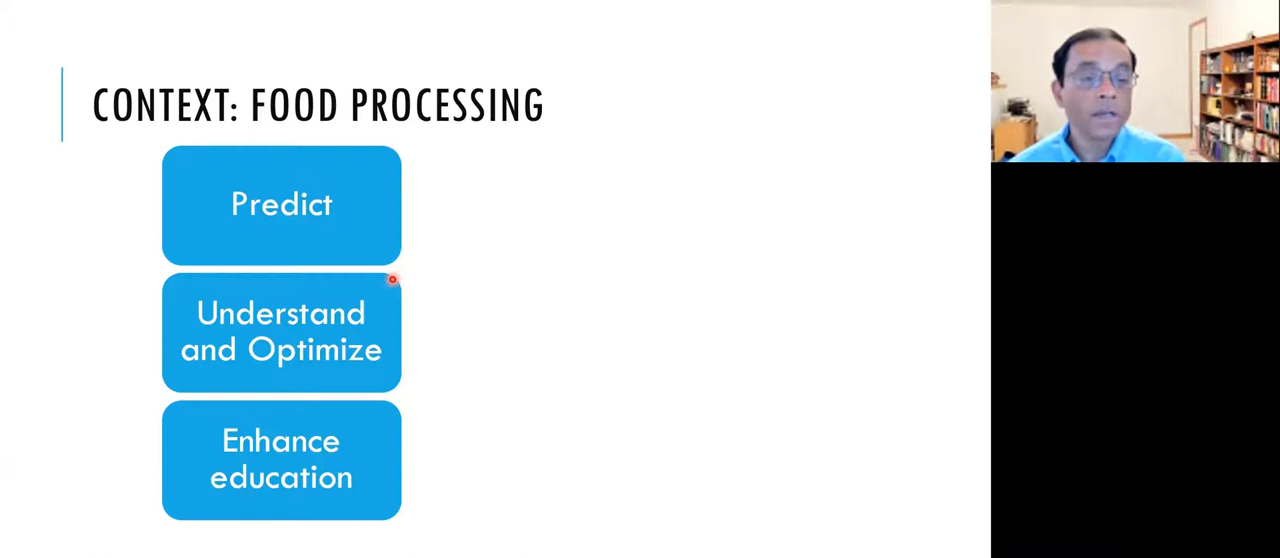 CONTEXT: FOOD PROCESSING
Predict
Understand
and Optimize
Enhance
education